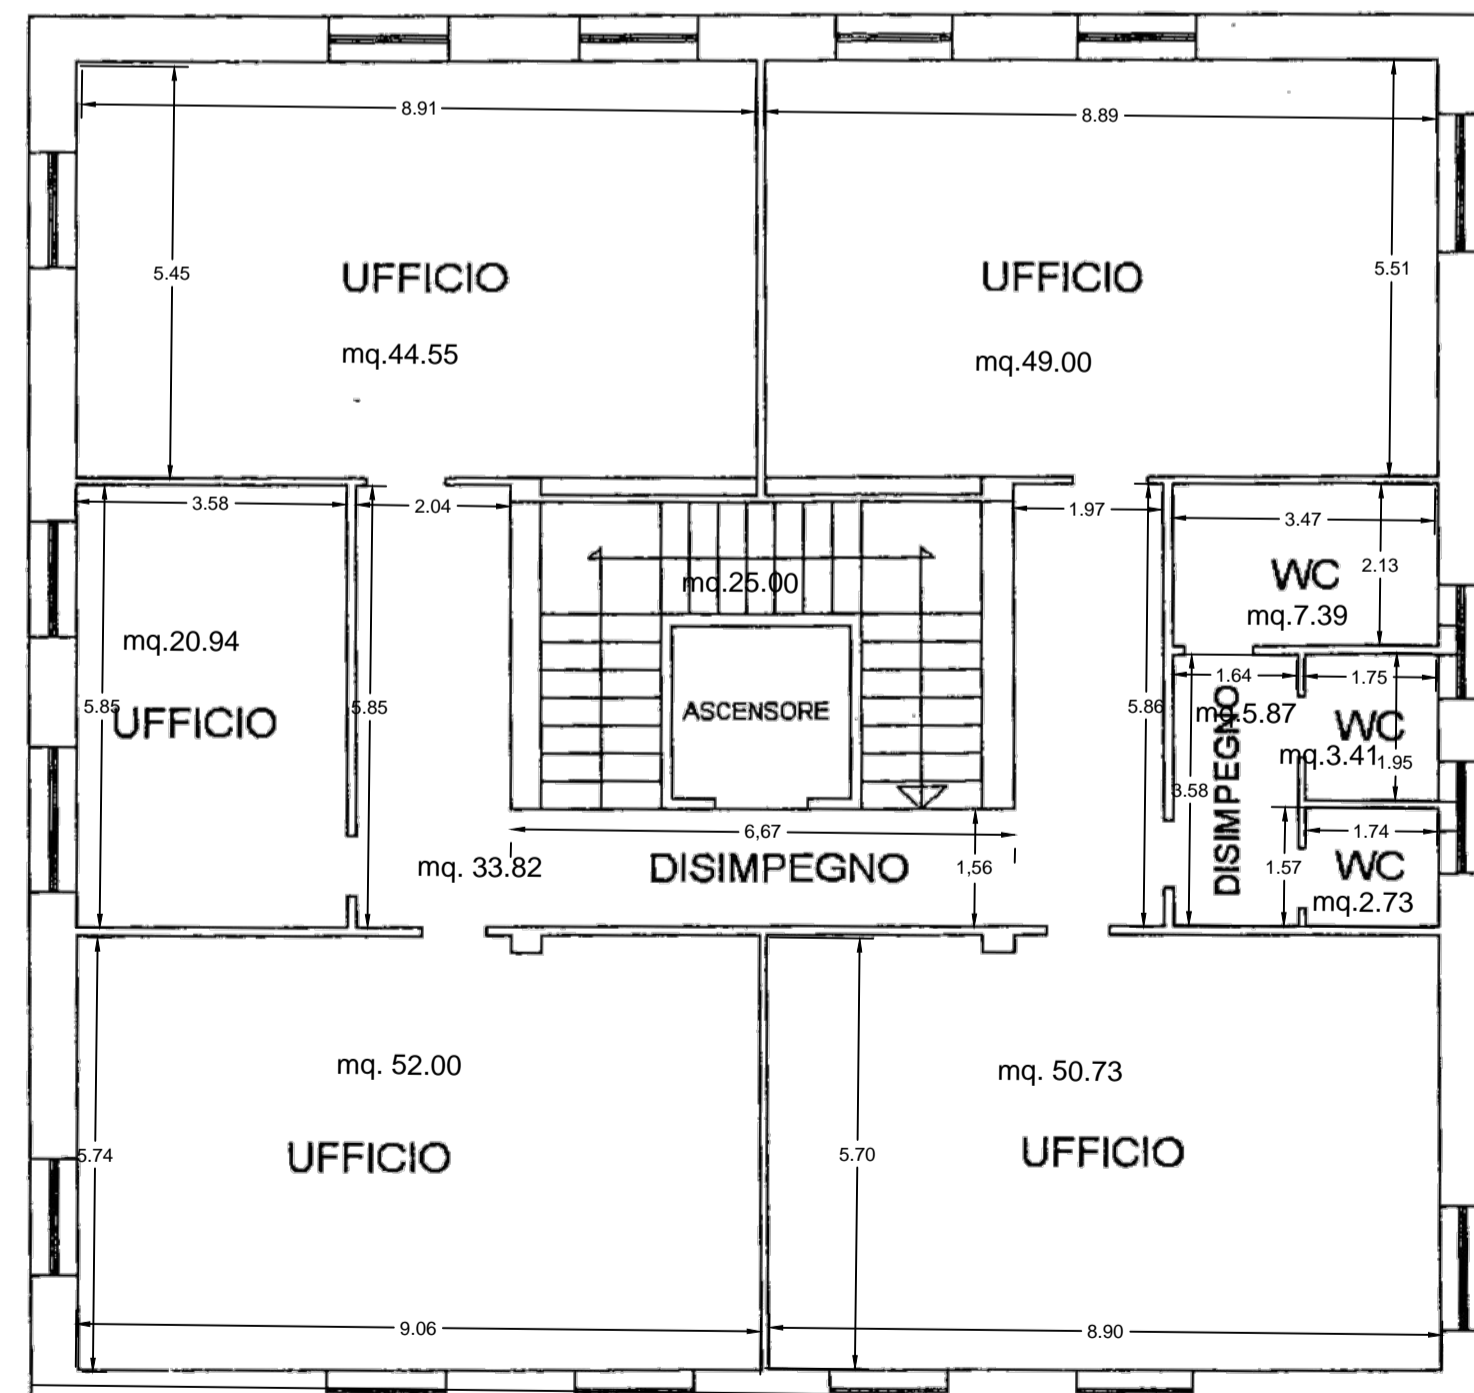 8.91
8.89
5.45
UFFICIO
mq.44.55
UFFICIO
mq.49.00
5.51
3.58
2.04
1.97
3.47
mq.25.00
WC
2.13
mq.7.39
mq.20.94
5.85
UFFICIO
5.85
ASCENSORE
5.86
1.64
1.75
mq.5.87
DISIMPEGNO
3.58
WC
mq.3.41
1.95
6,67
mq. 33.82
DISIMPEGNO
1,56
1.57
1.74
WC
mq.2.73
mq. 52.00
UFFICIO
5.74
9.06
mq. 50.73
UFFICIO
5.70
8.90